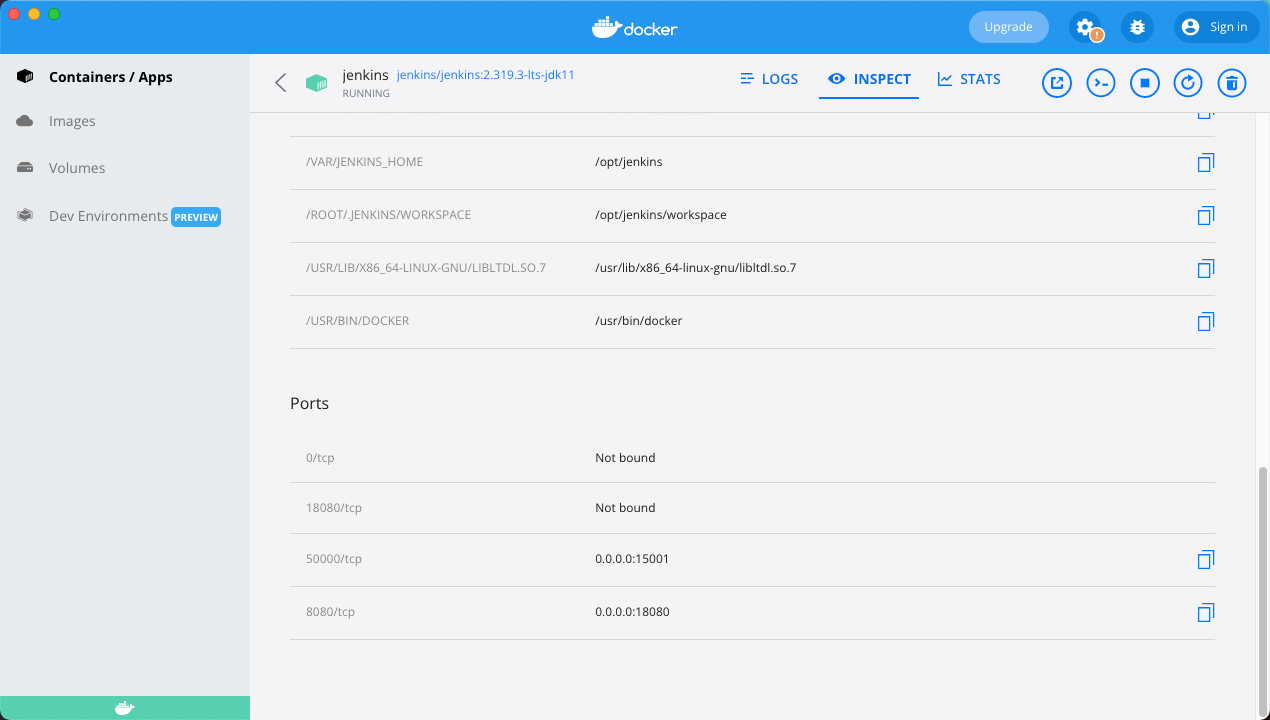 docker
Upgrade
Sign in
Containers / Apps
Images
Volumes
Dev Environments PREVIEW
jenkins jenkins/jenkins:2.319.3-lts-jdk11
RUNNING
LOGS
INSPECT
STATS
/VAR/JENKINS_HOME /opt/jenkins
/ROOT/.JENKINS/WORKSPACE /opt/jenkins/workspace
/USR/LIB/X86_64-LINUX-GNU/LIBLTDL.SO.7 /usr/lib/x86_64-linux-gnu/libltdl.so.7
/USR/BIN/DOCKER /usr/bin/docker
Ports
0/tcp Not bound
18080/tcp Not bound
50000/tcp 0.0.0.0:15001
8080/tcp 0.0.0.0:18080